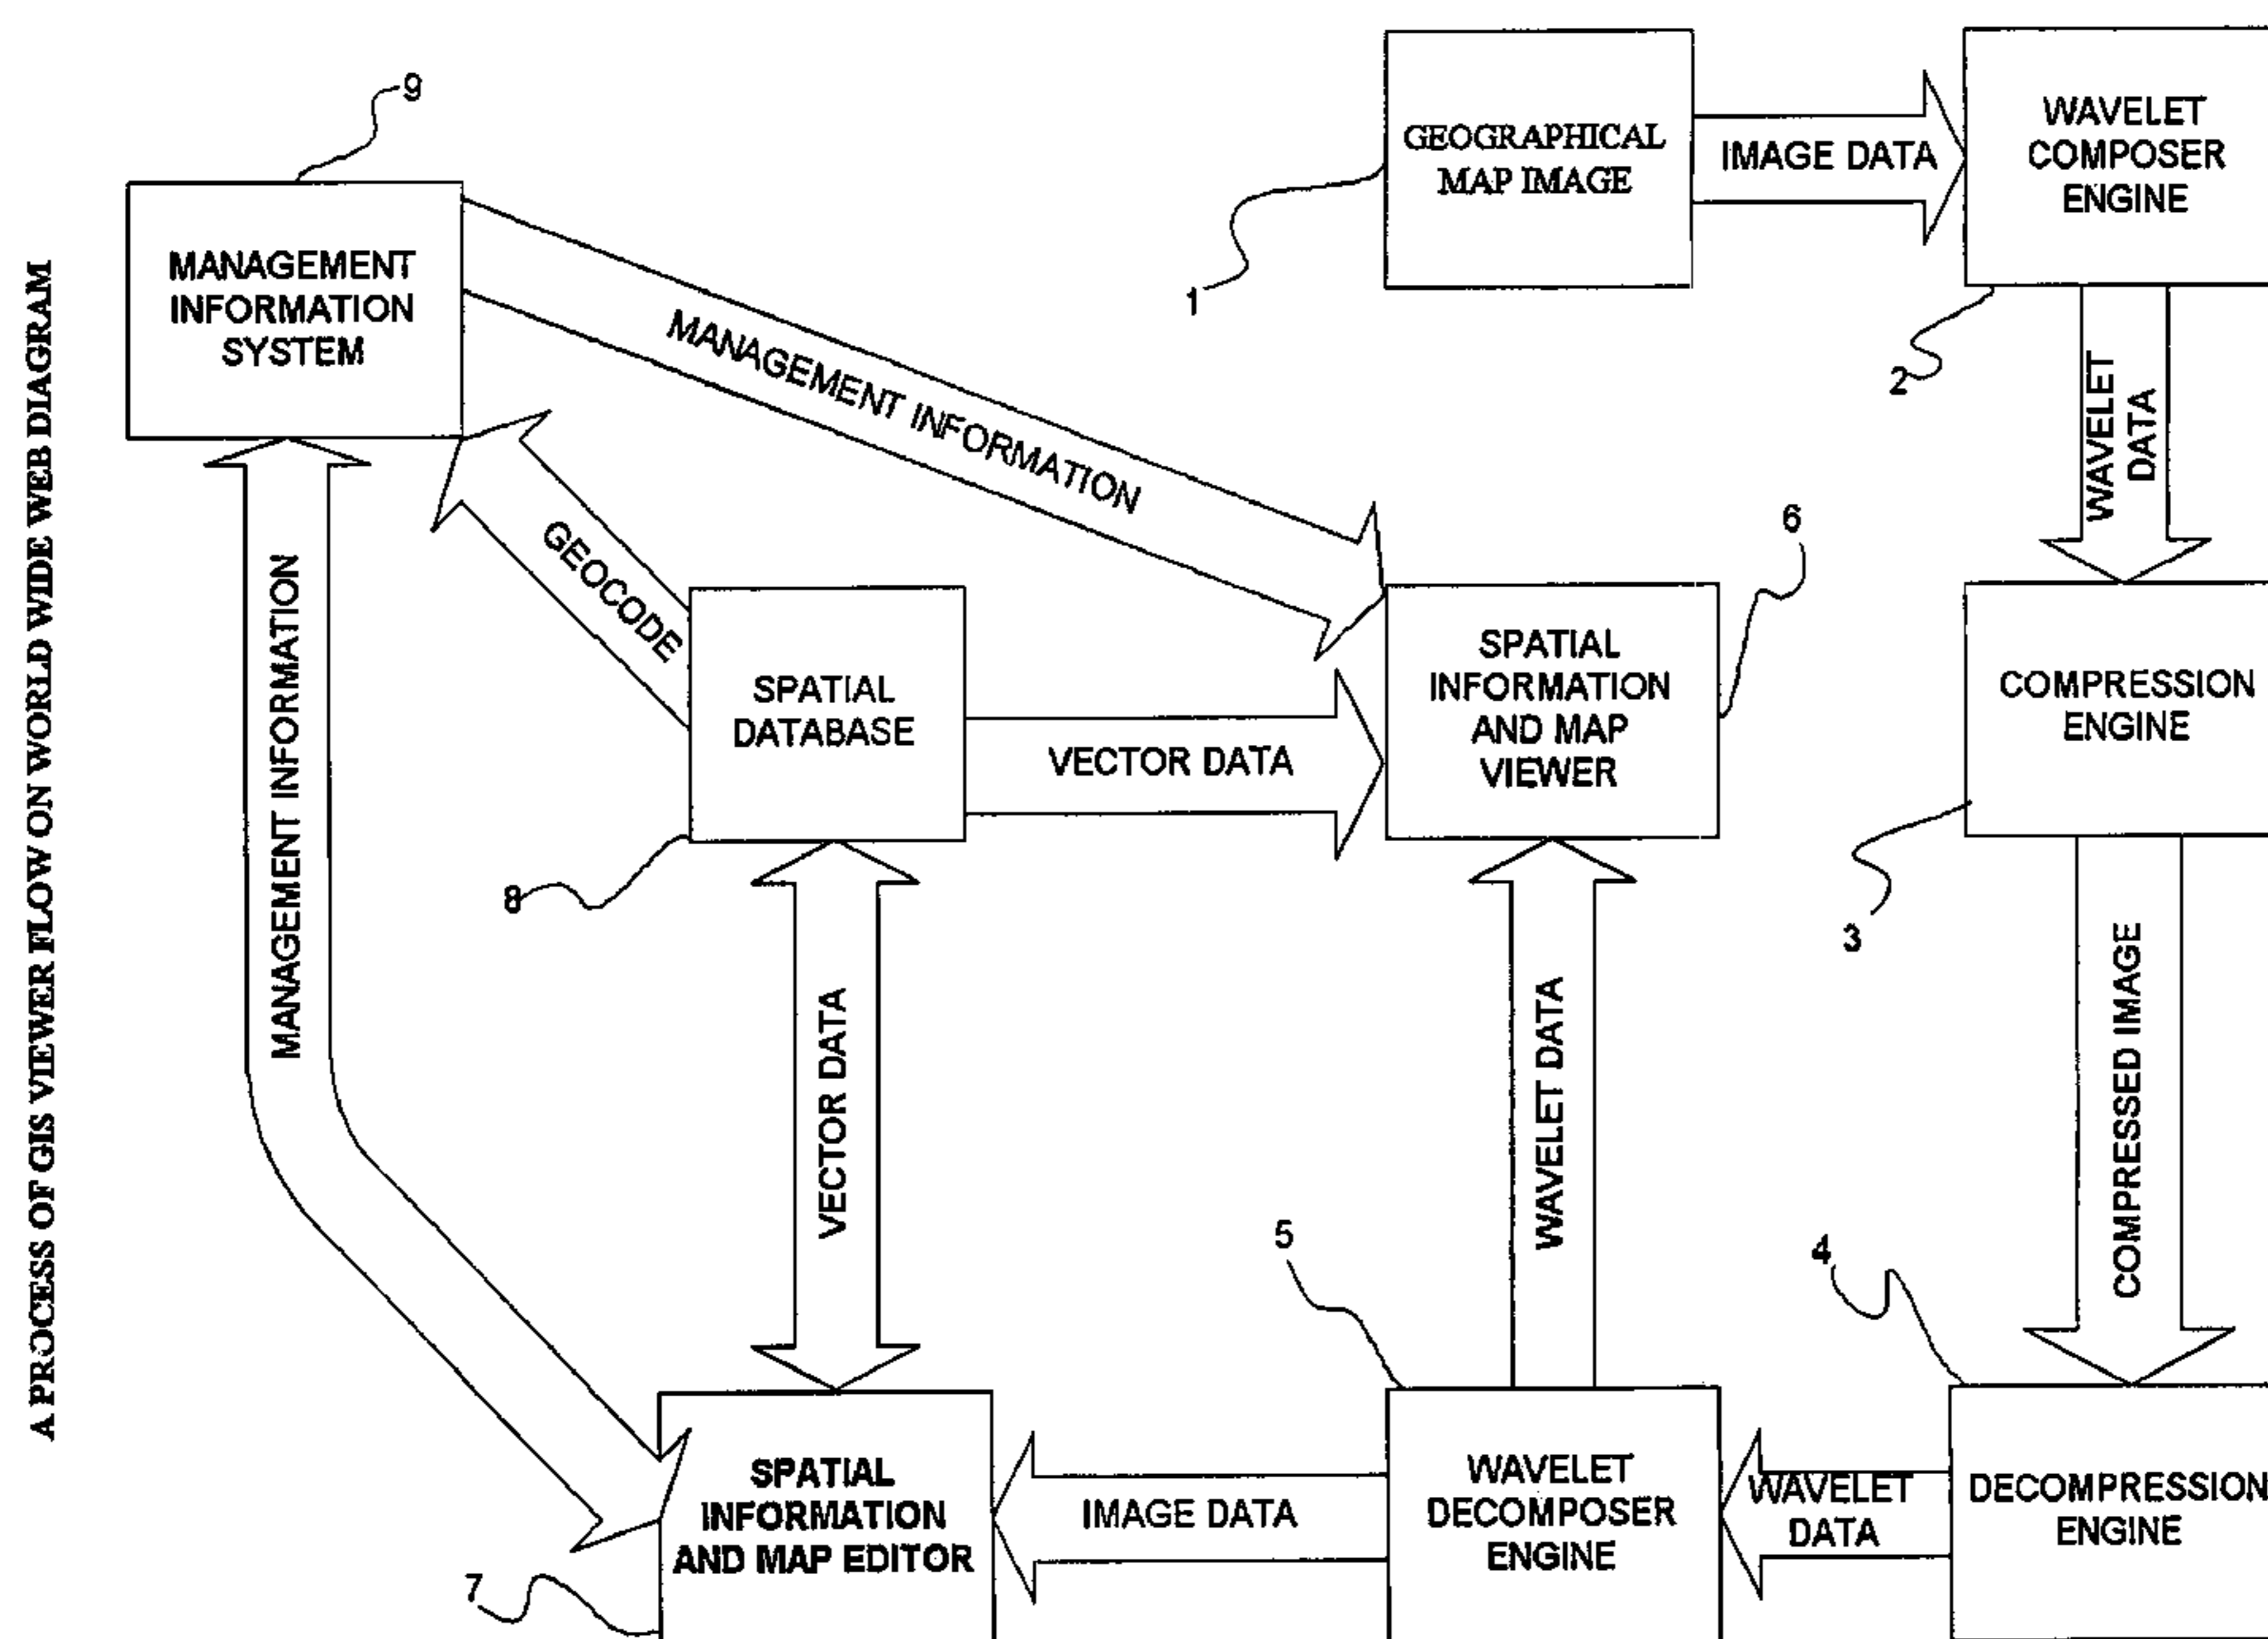 A PROCESS OF GIS VIEWER FLOW ON WORLD WIDE WEB DIAGRAM
9
MANAGEMENT
INFORMATION
SYSTEM
GEOGRAPHICAL
MAP IMAGE
1
IMAGE DATA
WAVELET
COMPOSER
ENGINE
2
MANAGEMENT INFORMATION
WAVELET
DATA
GEOCODE
MANAGEMENT INFORMATION
SPATIAL
DATABASE
8
VECTOR DATA
SPATIAL
INFORMATION
AND MAP
VIEWER
6
COMPRESSION
ENGINE
3
VECTOR DATA
WAVELET DATA
COMPRESSED IMAGE
5
4
SPATIAL
INFORMATION
AND MAP EDITOR
7
IMAGE DATA
WAVELET
DECOMPOSER
ENGINE
WAVELET
DATA
DECOMPRESSION
ENGINE